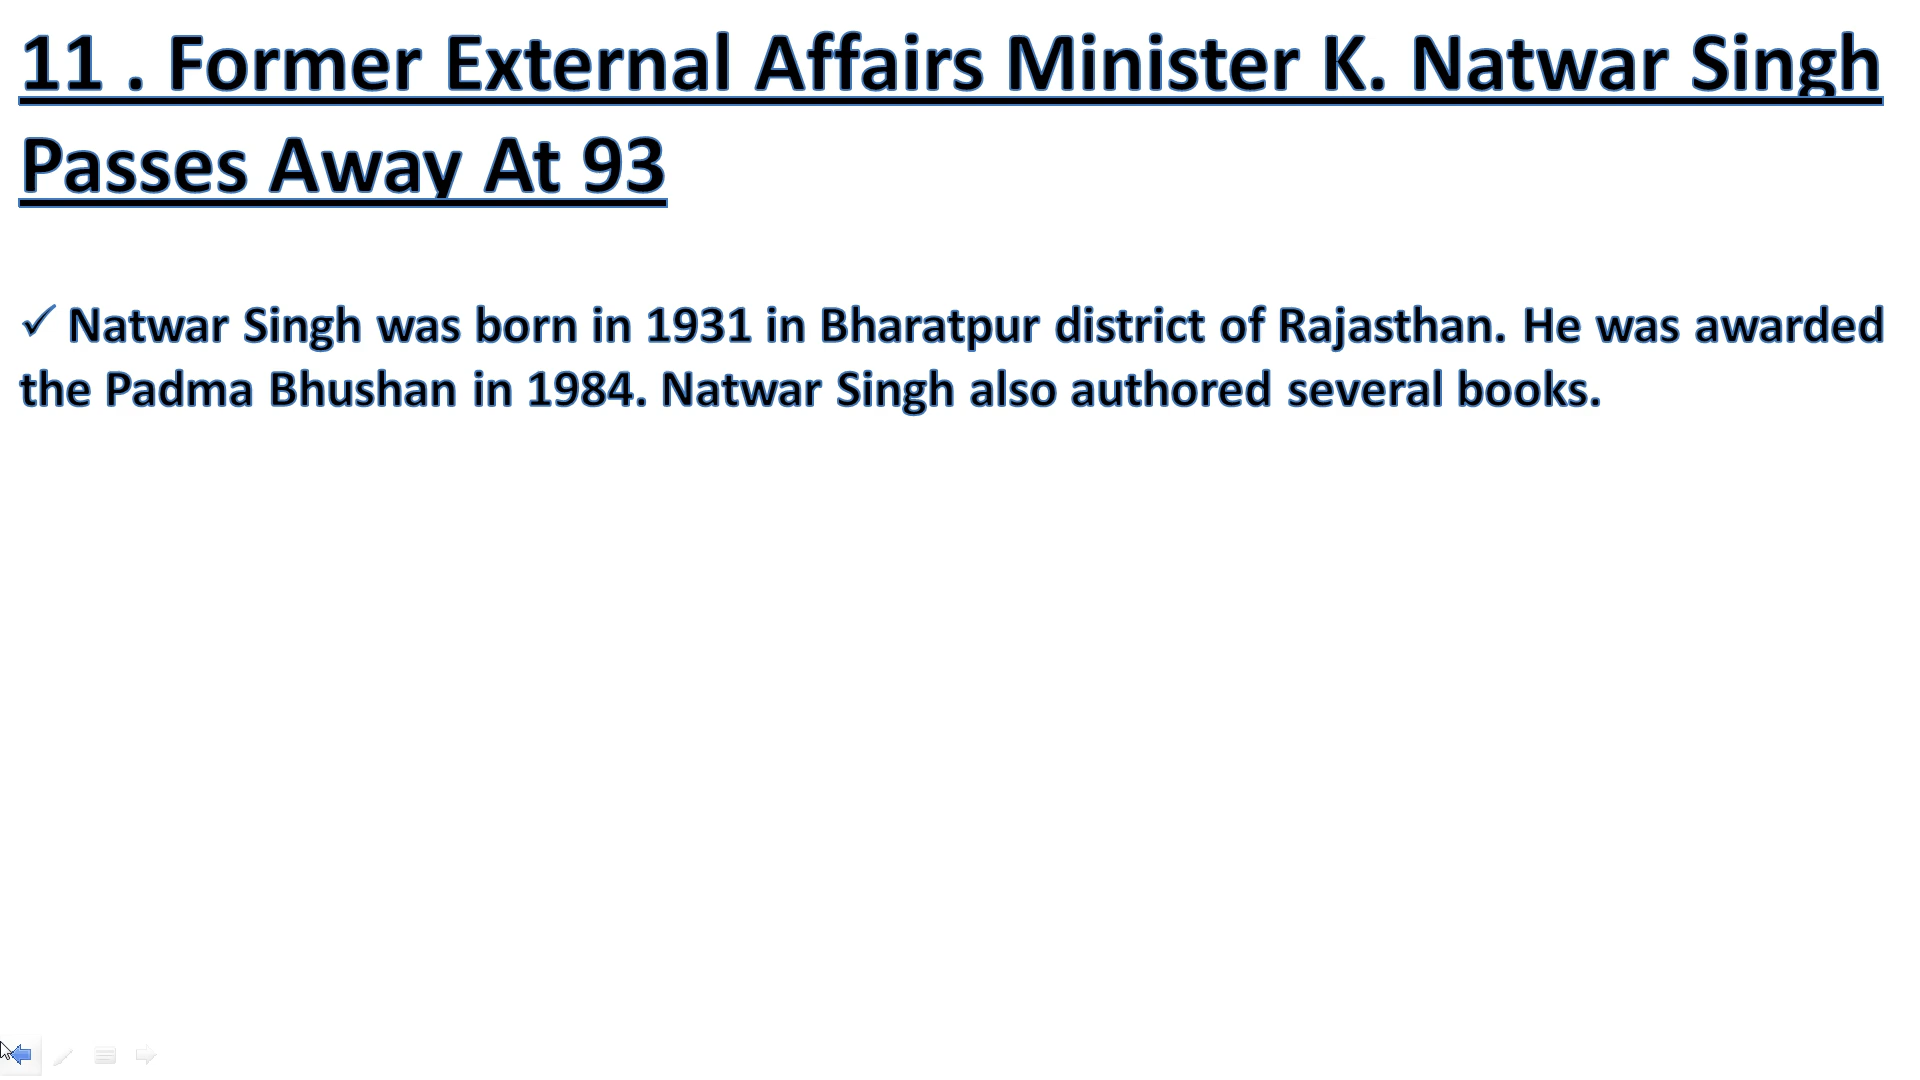 11 . Former External Affairs Minister K. Natwar Singh
Passes Away At 93
✓ Natwar Singh was born in 1931 in Bharatpur district of Rajasthan. He was awarded
the Padma Bhushan in 1984. Natwar Singh also authored several books.